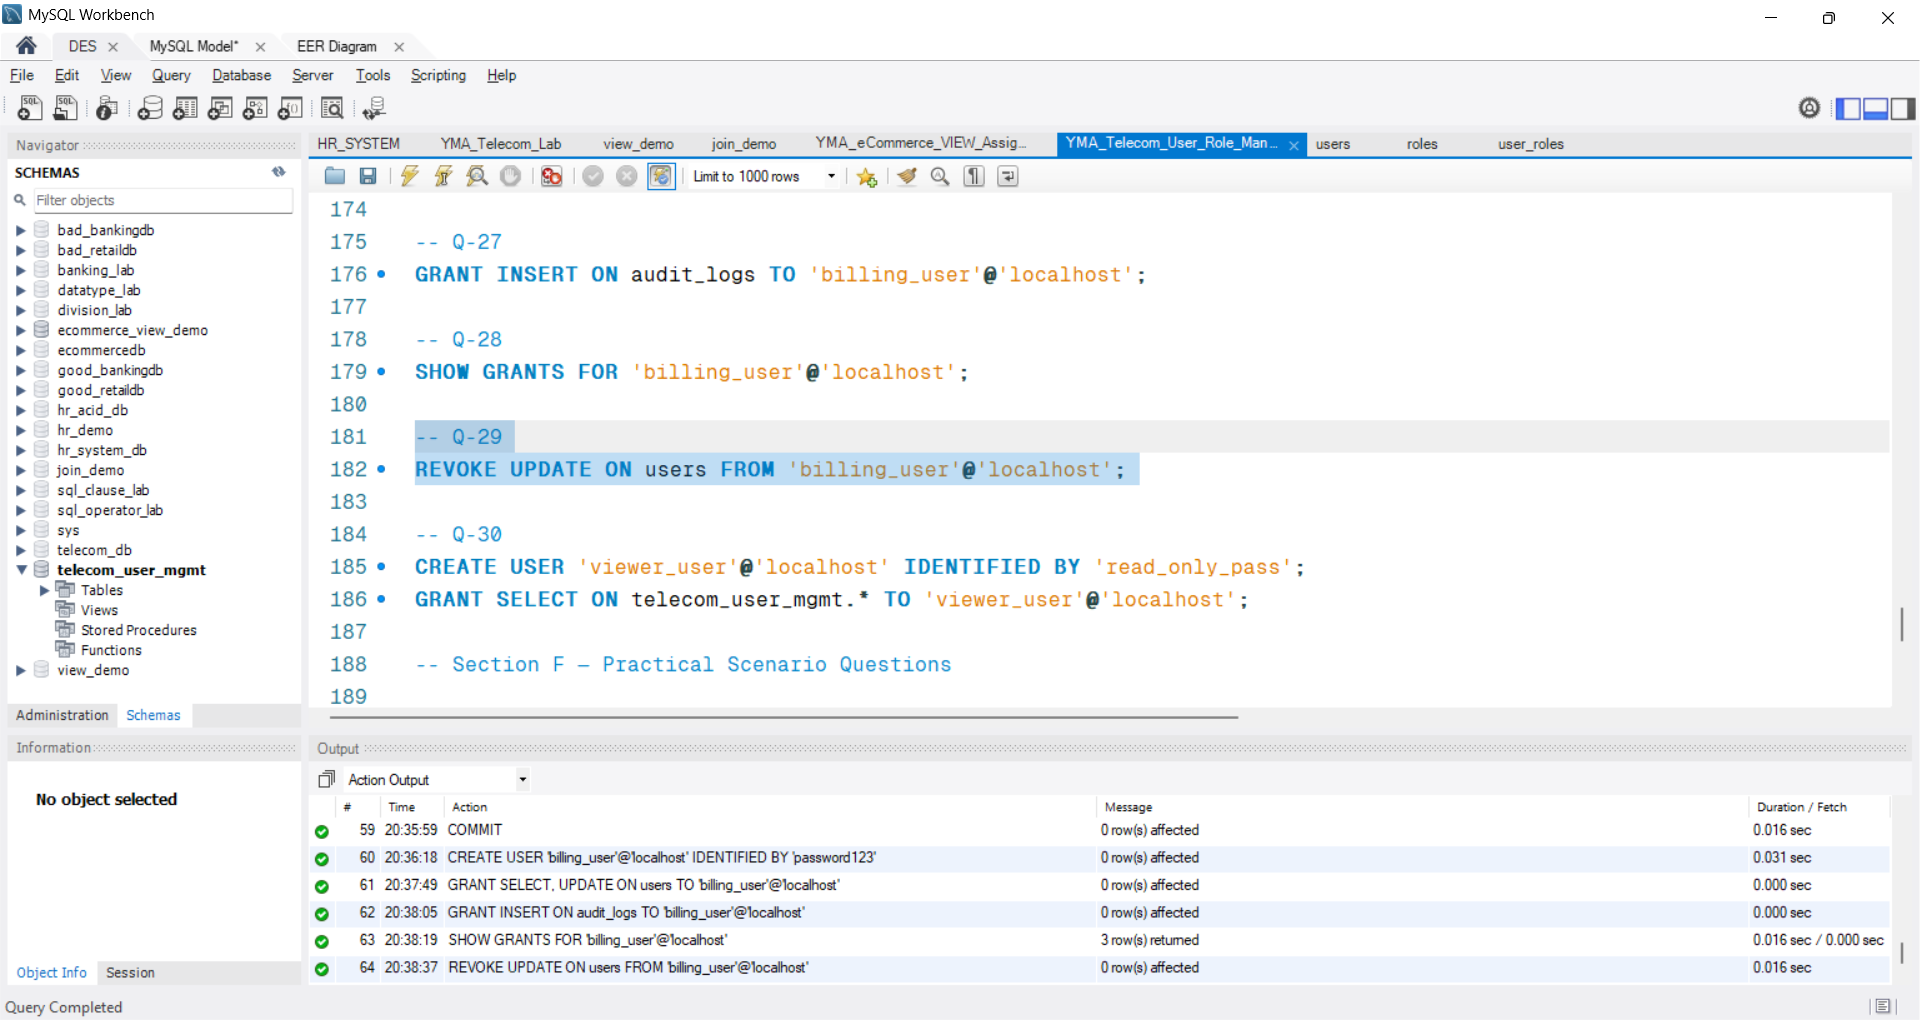 MySQL Workbench
DES
MySQL Model*
EER Diagram
File Edit View Query Database Server Tools Scripting Help
Navigator
SCHEMAS
Filter objects
bad_bankingdb
bad_retaildb
banking_lab
datatype_lab
division_lab
ecommerce_view_demo
ecommercedb
good_bankingdb
good_retaildb
hr_acid_db
hr_demo
hr_system_db
join_demo
sql_clause_lab
sql_operator_lab
sys
telecom_db
telecom_user_mgmt
Tables
Views
Stored Procedures
Functions
view_demo
Administration Schemas
Information
No object selected
Object Info Session
HR_SYSTEM YMA_Telecom_Lab view_demo join_demo YMA_eCommerce_VIEW_Assig... YMA_Telecom_User_Role_Man... users roles user_roles
Limit to 1000 rows
174
175 -- Q-27
176 GRANT INSERT ON audit_logs TO 'billing_user'@'localhost';
177
178 -- Q-28
179 SHOW GRANTS FOR 'billing_user'@'localhost';
180
181 -- Q-29
182 REVOKE UPDATE ON users FROM 'billing_user'@'localhost';
183
184 -- Q-30
185 CREATE USER 'viewer_user'@'localhost' IDENTIFIED BY 'read_only_pass';
186 GRANT SELECT ON telecom_user_mgmt.* TO 'viewer_user'@'localhost';
187
188 -- Section F – Practical Scenario Questions
189
Output
Action Output
# Time Action Message Duration / Fetch
59 20:35:59 COMMIT 0 row(s) affected 0.016 sec
60 20:36:18 CREATE USER 'billing_user'@'localhost' IDENTIFIED BY 'password123' 0 row(s) affected 0.031 sec
61 20:37:49 GRANT SELECT, UPDATE ON users TO 'billing_user'@'localhost' 0 row(s) affected 0.000 sec
62 20:38:05 GRANT INSERT ON audit_logs TO 'billing_user'@'localhost' 0 row(s) affected 0.000 sec
63 20:38:19 SHOW GRANTS FOR 'billing_user'@'localhost' 3 row(s) returned 0.016 sec / 0.000 sec
64 20:38:37 REVOKE UPDATE ON users FROM 'billing_user'@'localhost' 0 row(s) affected 0.016 sec
Query Completed